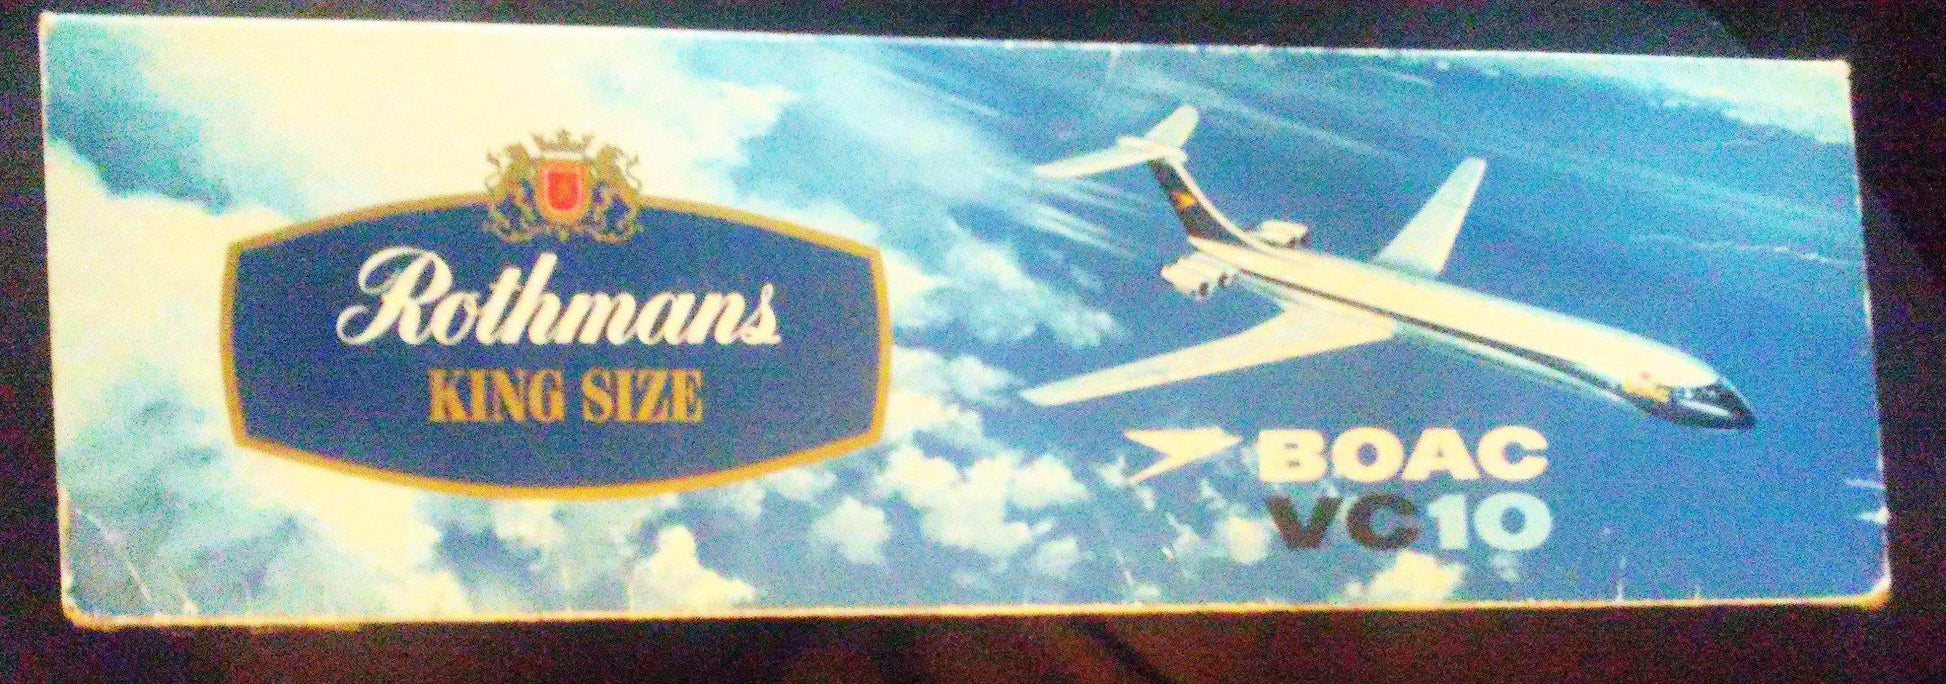 Rothmans
KING SIZE
BOAC
VC10